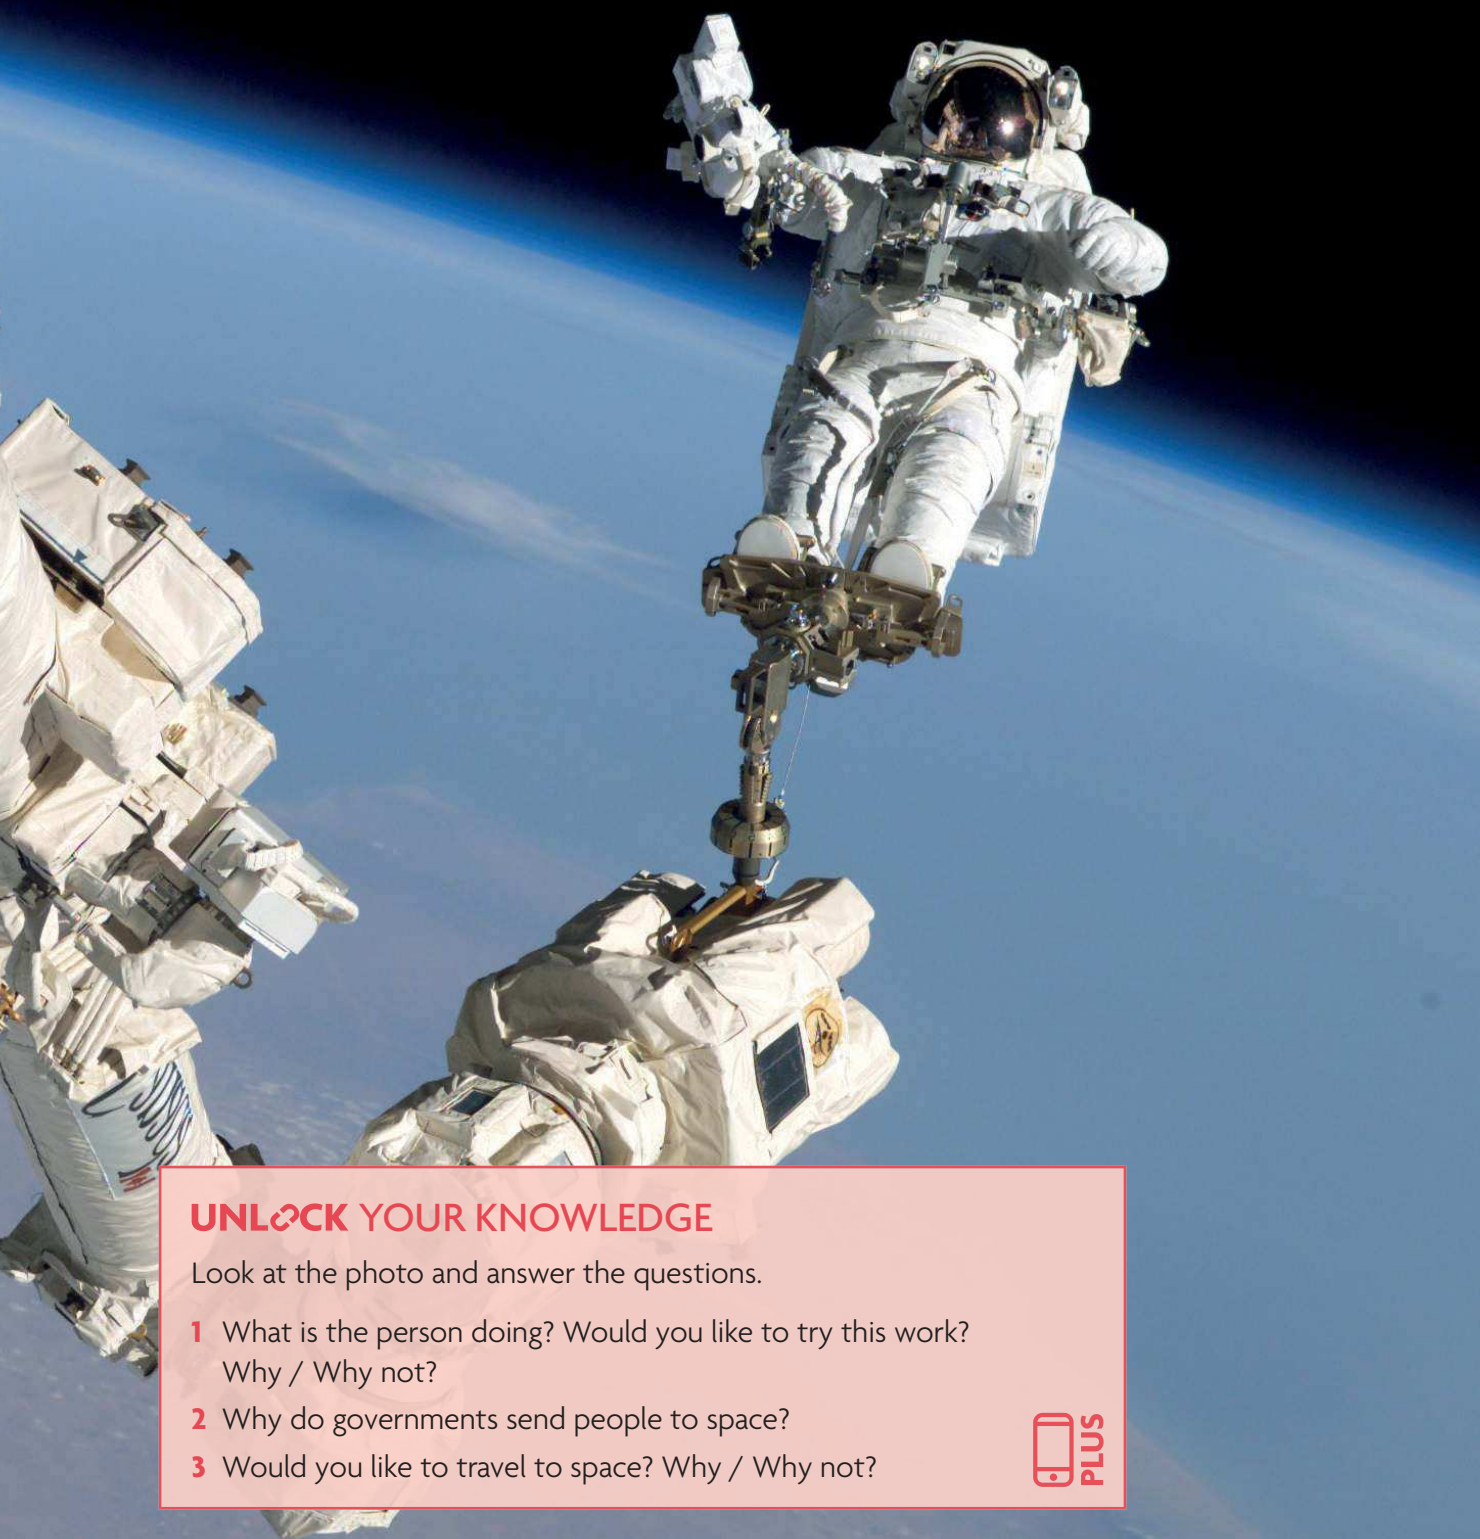 UNLOCK YOUR KNOWLEDGE
Look at the photo and answer the questions.
1 What is the person doing? Would you like to try this work?
Why / Why not?
2 Why do governments send people to space?
3 Would you like to travel to space? Why / Why not?
PLUS